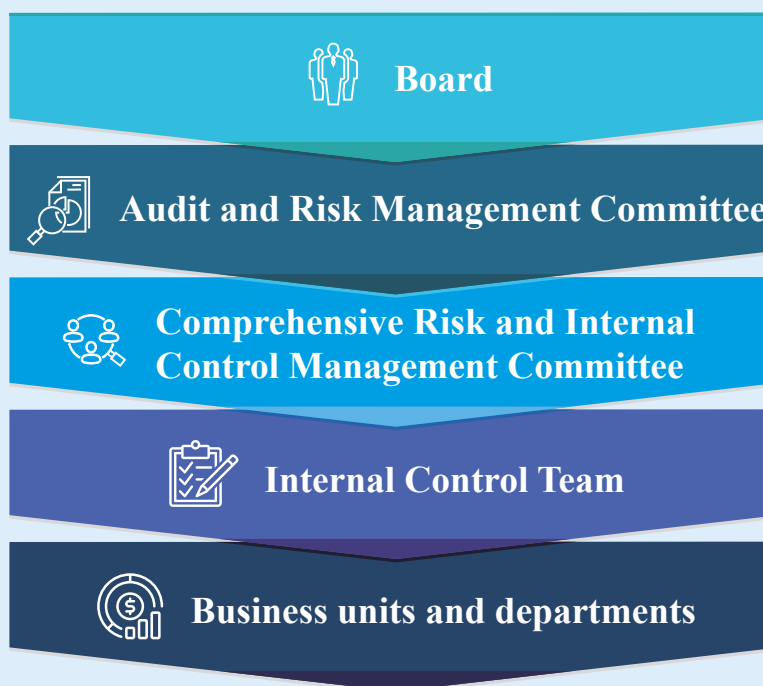 Board
Audit and Risk Management Committee
Comprehensive Risk and Internal
Control Management Committee
Internal Control Team
Business units and departments